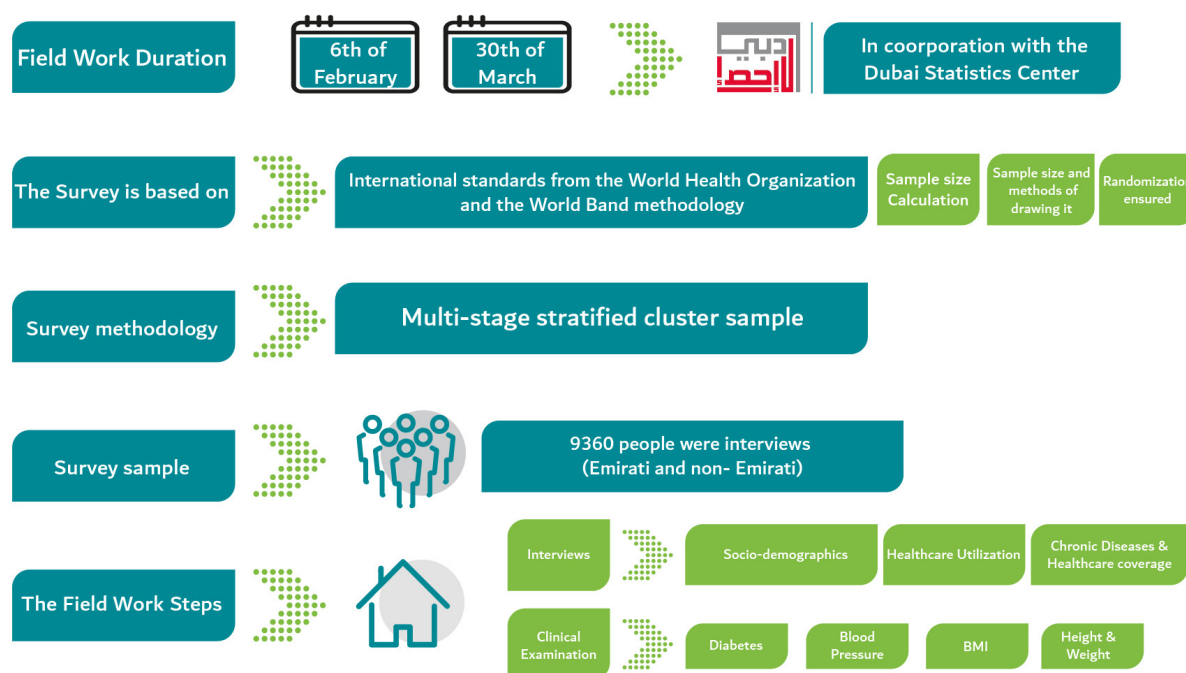 Field Work Duration
6th of
February
30th of
March
دبي
للإحصاء
In coorporation with the
Dubai Statistics Center
The Survey is based on
International standards from the World Health Organization
and the World Band methodology
Sample size
Calculation
Sample size and
methods of
drawing it
Randomization
ensured
Survey methodology
Multi-stage stratified cluster sample
Survey sample
9360 people were interviews
(Emirati and non- Emirati)
The Field Work Steps
Interviews
Socio-demographics
Healthcare Utilization
Chronic Diseases &
Healthcare coverage
Clinical
Examination
Diabetes
Blood
Pressure
BMI
Height &
Weight